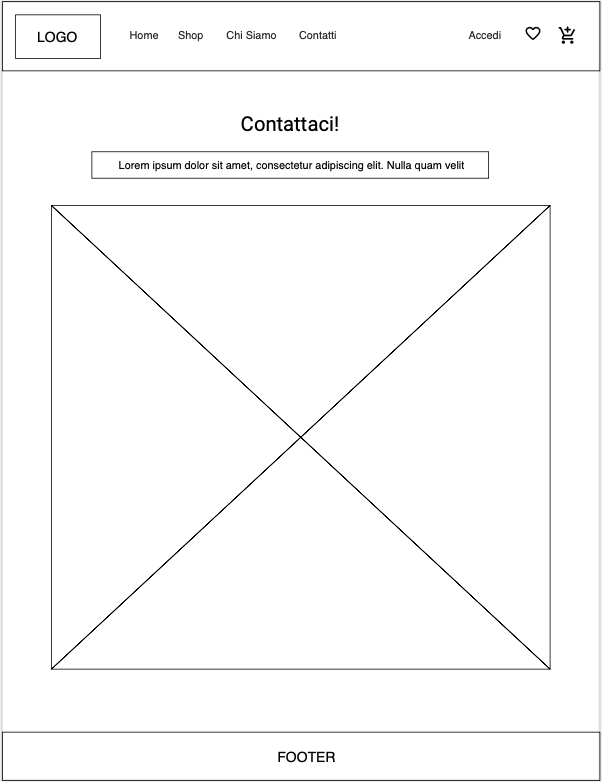 LOGO Home Shop Chi Siamo Contatti Accedi
Contattaci!
Lorem ipsum dolor sit amet, consectetur adipiscing elit. Nulla quam velit
FOOTER